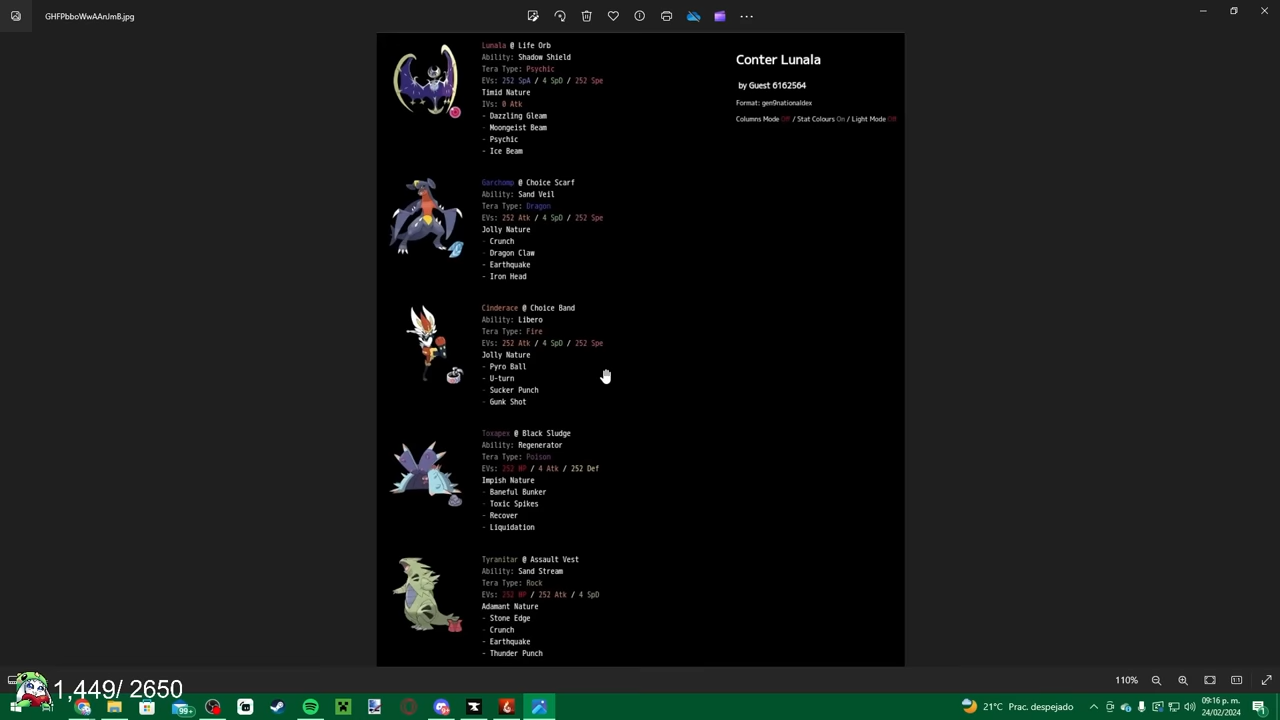 GHFPbboWwAAnJmB.jpg
Lunala @ Life Orb
Ability: Shadow Shield
Tera Type: Psychic
EVs: 252 SpA / 4 SpD / 252 Spe
Timid Nature
IVs: 0 Atk
- Dazzling Gleam
- Moongeist Beam
- Psychic
- Ice Beam
Conter Lunala
by Guest 6162564
Format: gen9nationaldex
Columns Mode Off / Stat Colours On / Light Mode Off
Garchomp @ Choice Scarf
Ability: Sand Veil
Tera Type: Dragon
EVs: 252 Atk / 4 SpD / 252 Spe
Jolly Nature
- Crunch
- Dragon Claw
- Earthquake
- Iron Head
Cinderace @ Choice Band
Ability: Libero
Tera Type: Fire
EVs: 252 Atk / 4 SpD / 252 Spe
Jolly Nature
- Pyro Ball
- U-turn
- Sucker Punch
- Gunk Shot
Toxapex @ Black Sludge
Ability: Regenerator
Tera Type: Poison
EVs: 252 HP / 4 Atk / 252 Def
Impish Nature
- Baneful Bunker
- Toxic Spikes
- Recover
- Liquidation
Tyranitar @ Assault Vest
Ability: Sand Stream
Tera Type: Rock
EVs: 252 HP / 252 Atk / 4 SpD
Adamant Nature
- Stone Edge
- Crunch
- Earthquake
- Thunder Punch
1,449/ 2650
110%
99+
21°C Prac. despejado
09:16 p. m.
24/02/2024